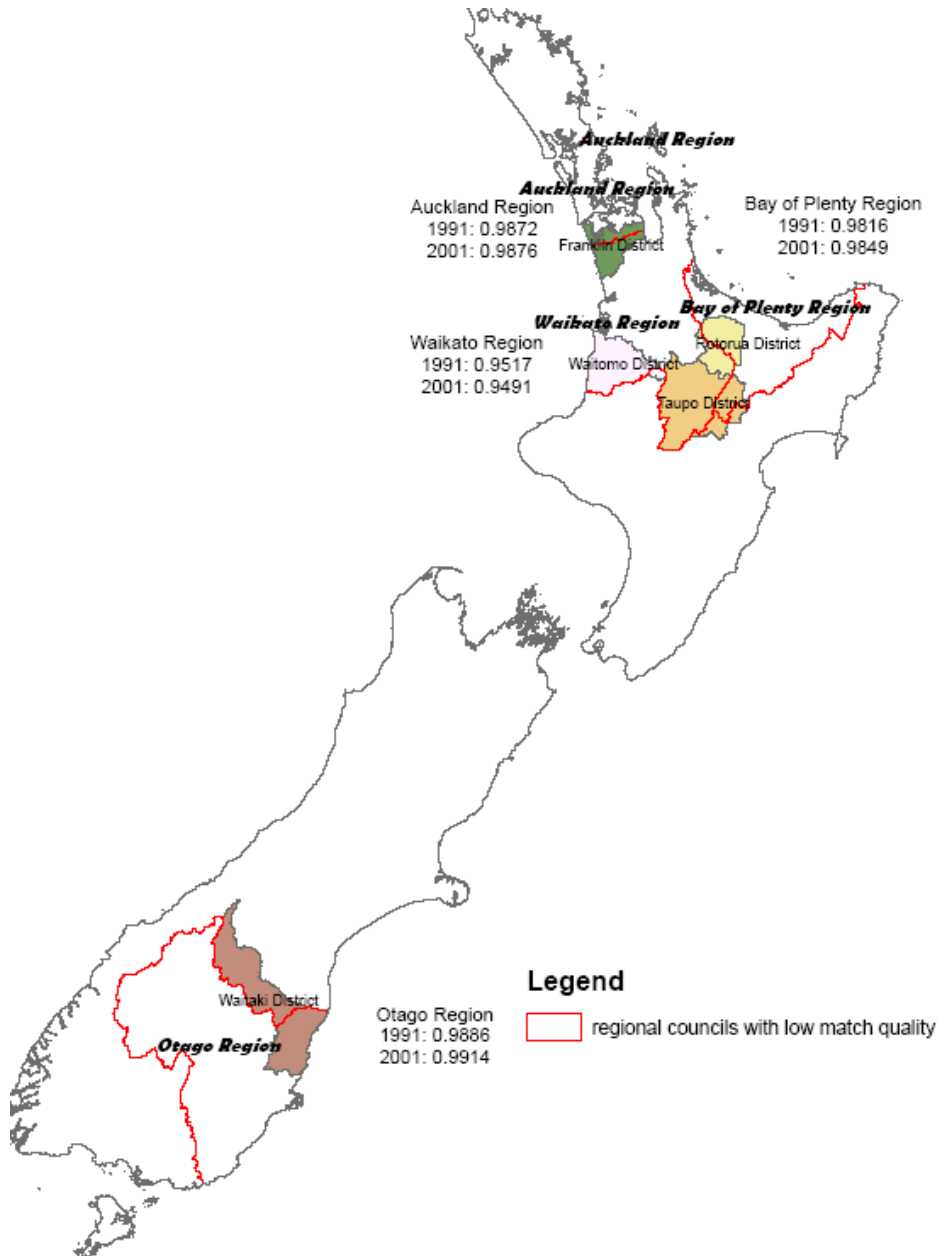 Auckland Region
Auckland Region
Auckland Region
1991: 0.9872
2001: 0.9876
Bay of Plenty Region
1991: 0.9816
2001: 0.9849
Franklin District
Bay of Plenty Region
Waikato Region
Waikato Region
1991: 0.9517
2001: 0.9491
Rotorua District
Waitomo District
Taupo District
Legend
regional councils with low match quality
Waitaki District
Otago Region
1991: 0.9886
2001: 0.9914
Otago Region